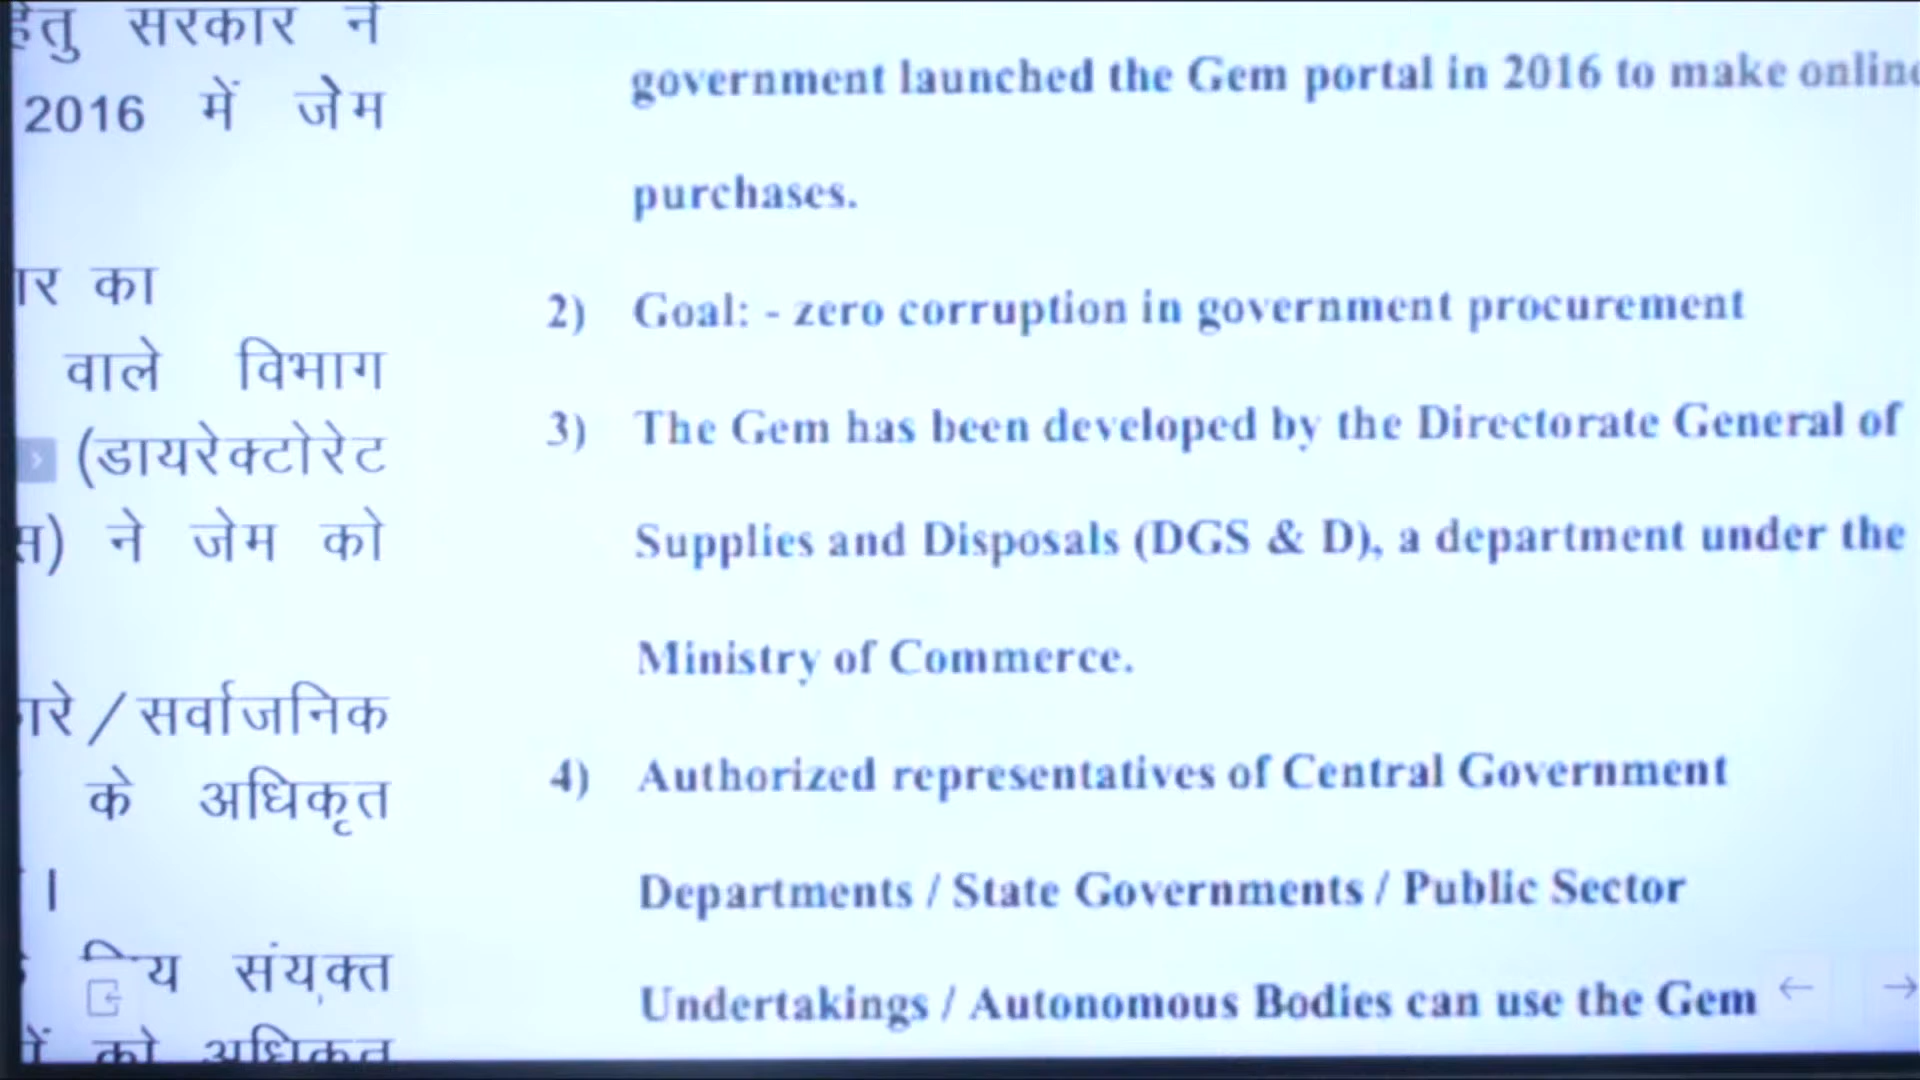 हेतु सरकार ने
2016 में जेम
का
वाले विभाग
(डायरेक्टोरेट
ने जेम को
/ सर्वाजनिक
के अधिकृत
।
संयुक्त
को अधिकृत
government launched the Gem portal in 2016 to make
purchases.
2) Goal: - zero corruption in government procurement
3) The Gem has been developed by the Directorate General of
Supplies and Disposals (DGS & D), a department under the
Ministry of Commerce.
4) Authorized representatives of Central Government
Departments / State Governments / Public Sector
Undertakings / Autonomous Bodies can use the Gem